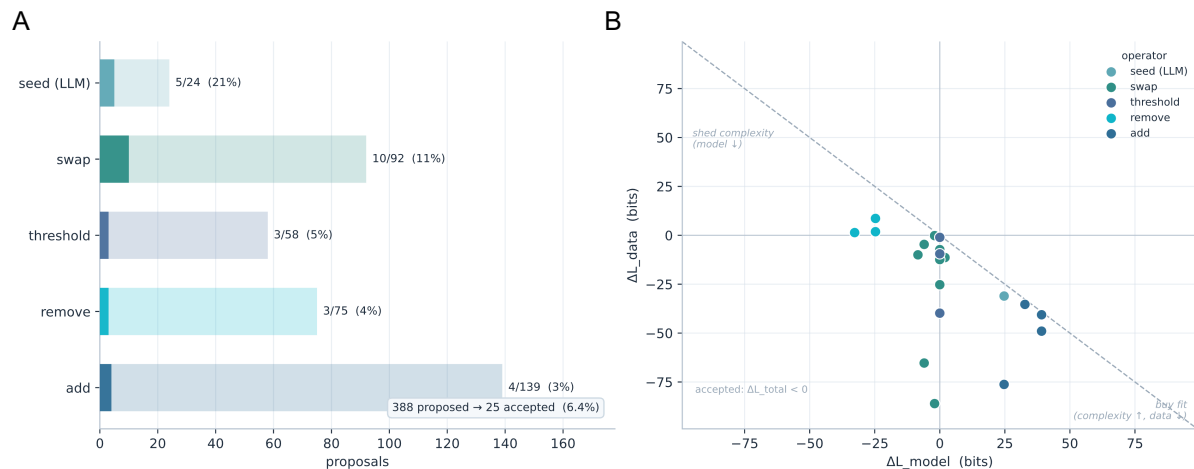 A
seed (LLM)
5/24 (21%)
swap
10/92 (11%)
threshold
3/58 (5%)
remove
3/75 (4%)
add
4/139 (3%)
388 proposed → 25 accepted (6.4%)
0 20 40 60 80 100 120 140 160
proposals
B
operator
seed (LLM)
swap
threshold
remove
add
shed complexity
(model ↓)
accepted: ΔL_total < 0
buy fit
(complexity ↑, data ↓)
75
50
25
0
−25
−50
−75
ΔL_data (bits)
−75 −50 −25 0 25 50 75
ΔL_model (bits)